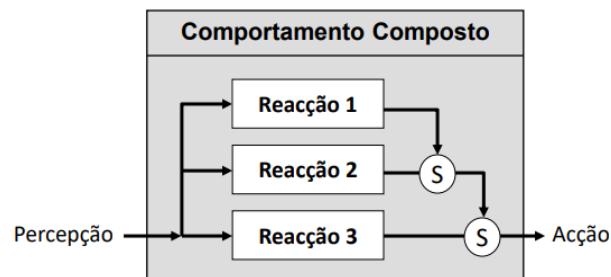 Comportamento Composto
Reacção 1
Reacção 2
S
Percepção
Reacção 3
S
Acção